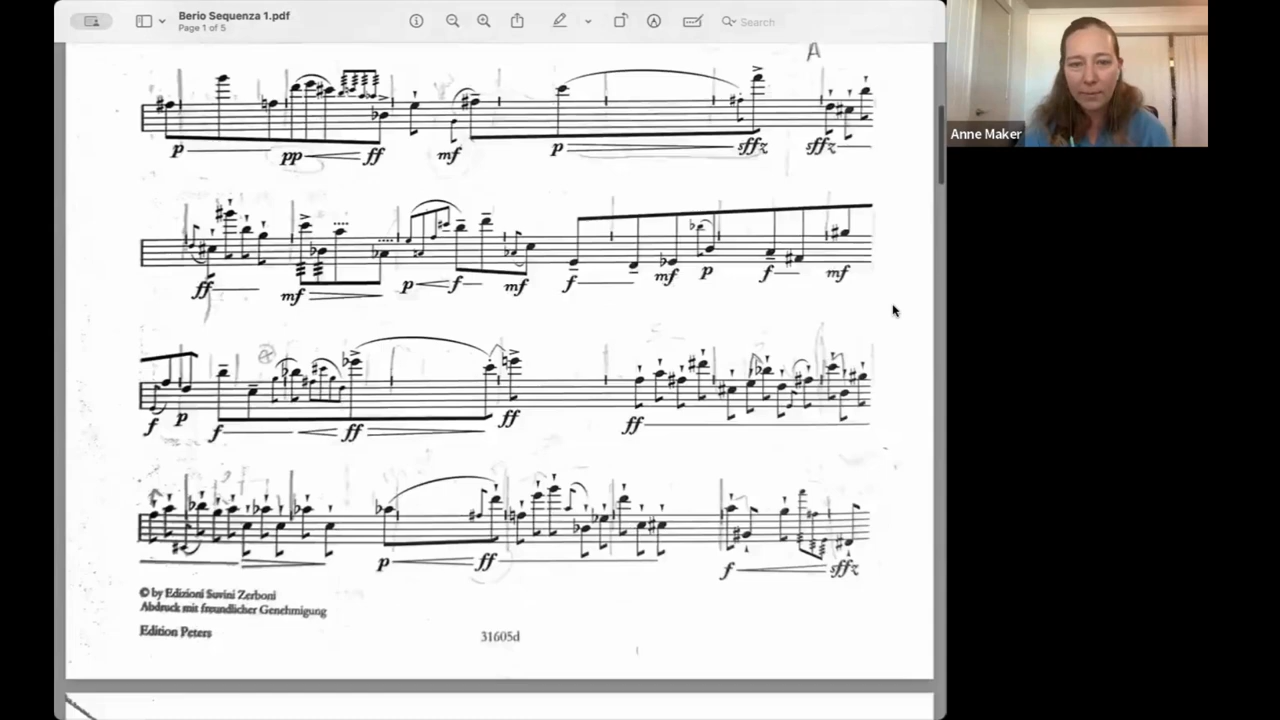 Berio Sequenza 1.pdf
Page 1 of 5
Search
Anne Maker
A
p pp ff mf p sffz sffz
ff mf p f mf f mf p f mf
f p f ff ff ff
p ff f sffz
© by Edizioni Suvini Zerboni
Abdruck mit freundlicher Genehmigung
Edition Peters
31605d